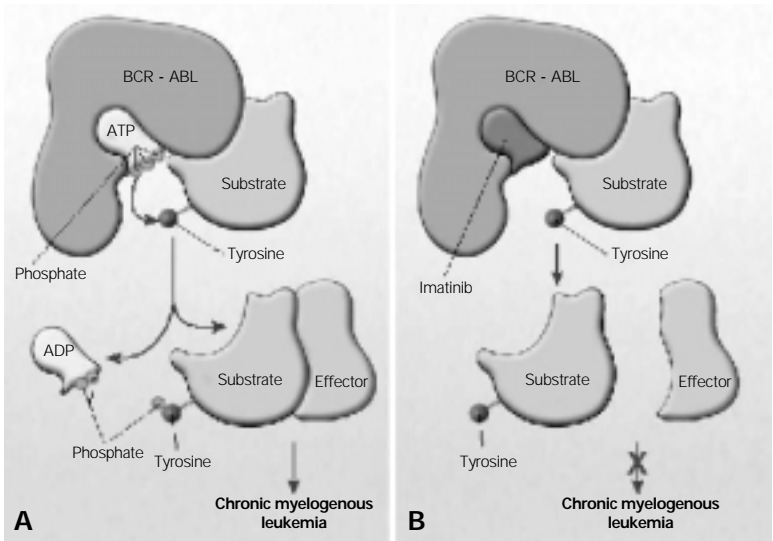 BCR - ABL
ATP
Substrate
Tyrosine
Phosphate
ADP
Substrate
Effector
Phosphate
Tyrosine
Chronic myelogenous
leukemia
A
BCR - ABL
Substrate
Tyrosine
Imatinib
Substrate
Effector
Tyrosine
X
Chronic myelogenous
leukemia
B